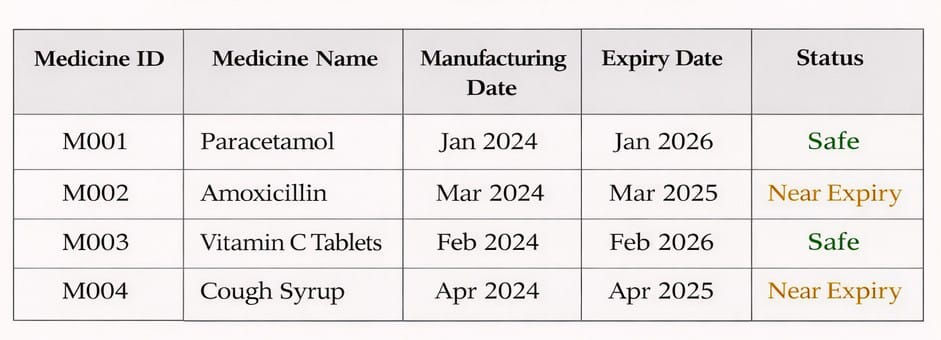 Medicine ID Medicine Name Manufacturing Date Expiry Date Status
M001 Paracetamol Jan 2024 Jan 2026 Safe
M002 Amoxicillin Mar 2024 Mar 2025 Near Expiry
M003 Vitamin C Tablets Feb 2024 Feb 2026 Safe
M004 Cough Syrup Apr 2024 Apr 2025 Near Expiry